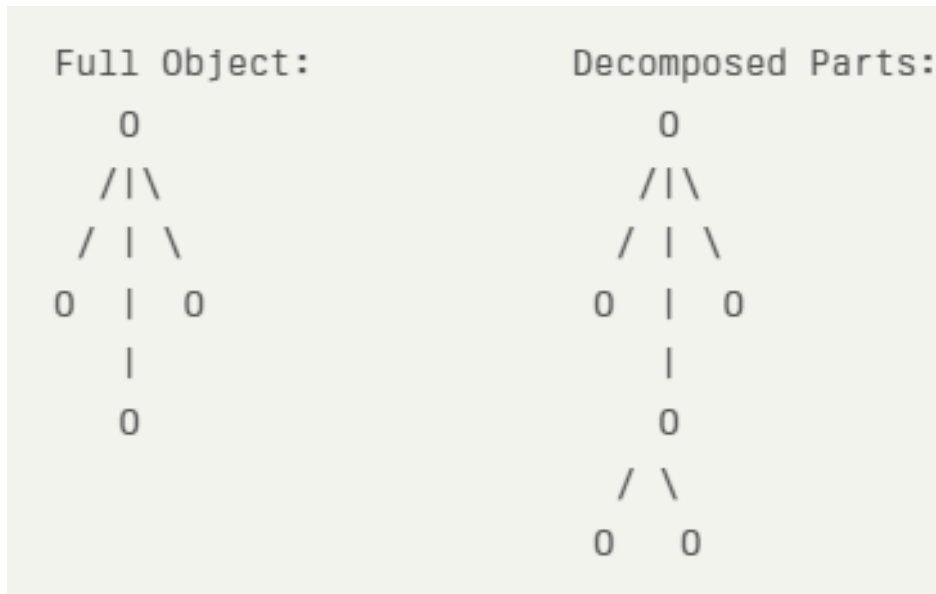 Full Object:                Decomposed Parts:
   O                            O
  /|\                          /|\
 / | \                        / | \
O  |  O                      O  |  O
   |                            |
   O                            O
                              / \
                             O   O